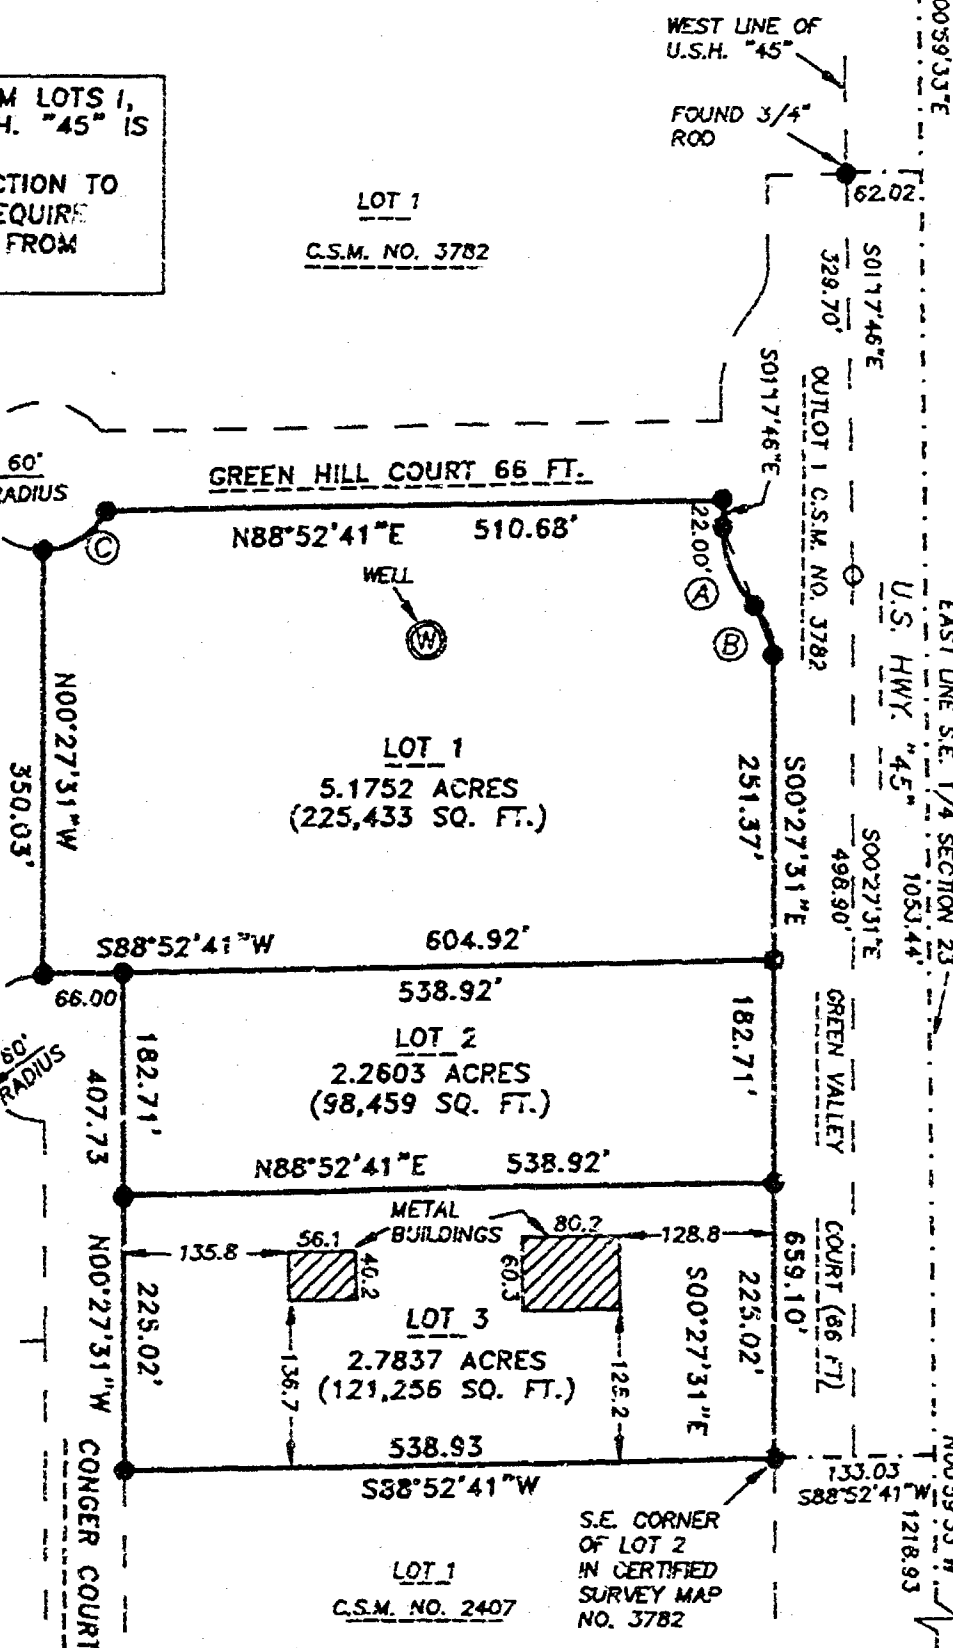 WEST LINE OF
U.S.H. "45"
FOUND 3/4"
ROD
M LOTS 1,
H. "45" IS
CTION TO
EQUIRE
FROM
LOT 1
C.S.M. NO. 3782
62.02
S01°17'46"E
329.70'
OUTLOT 1 C.S.M. NO. 3782
S01°17'46"E
60'
RADIUS
GREEN HILL COURT 66 FT.
N88°52'41"E 510.68'
22.00'
A
B
C
WELL
W
U.S. HWY. "45"
EAST LINE S.E. 1/4 SECTION 23
1053.44'
N00°27'31"W
350.03'
LOT 1
5.1752 ACRES
(225,433 SQ. FT.)
S00°27'31"E
251.37'
S00°27'31"E
498.90'
S88°52'41"W 604.92'
66.00
538.92'
60'
RADIUS
LOT 2
2.2603 ACRES
(98,459 SQ. FT.)
182.71'
407.73
182.71'
GREEN VALLEY
COURT (66 FT)
N88°52'41"E 538.92'
METAL
BUILDINGS
135.8
56.1
40.2
80.2
60.3
128.8
659.10'
N00°27'31"W
225.02'
136.7
LOT 3
2.7837 ACRES
(121,256 SQ. FT.)
125.2
S00°27'31"E
225.02'
538.93
S38°52'41"W
133.03
S88°52'41"W
1218.93
CONGER COURT
S.E. CORNER
OF LOT 2
IN CERTIFIED
SURVEY MAP
NO. 3782
LOT 1
C.S.M. NO. 2407